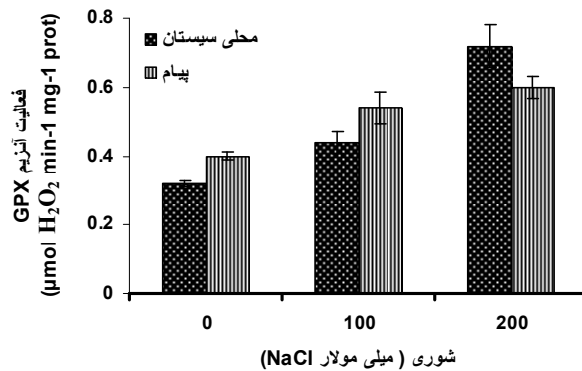 0.8
0.6
0.4
0.2
0
فعالیت آنزیم GPX
(µmol H₂O₂ min-1 mg-1 prot)
محلی سیستان
پیام
0 100 200
شوری ( میلی مولار NaCl)